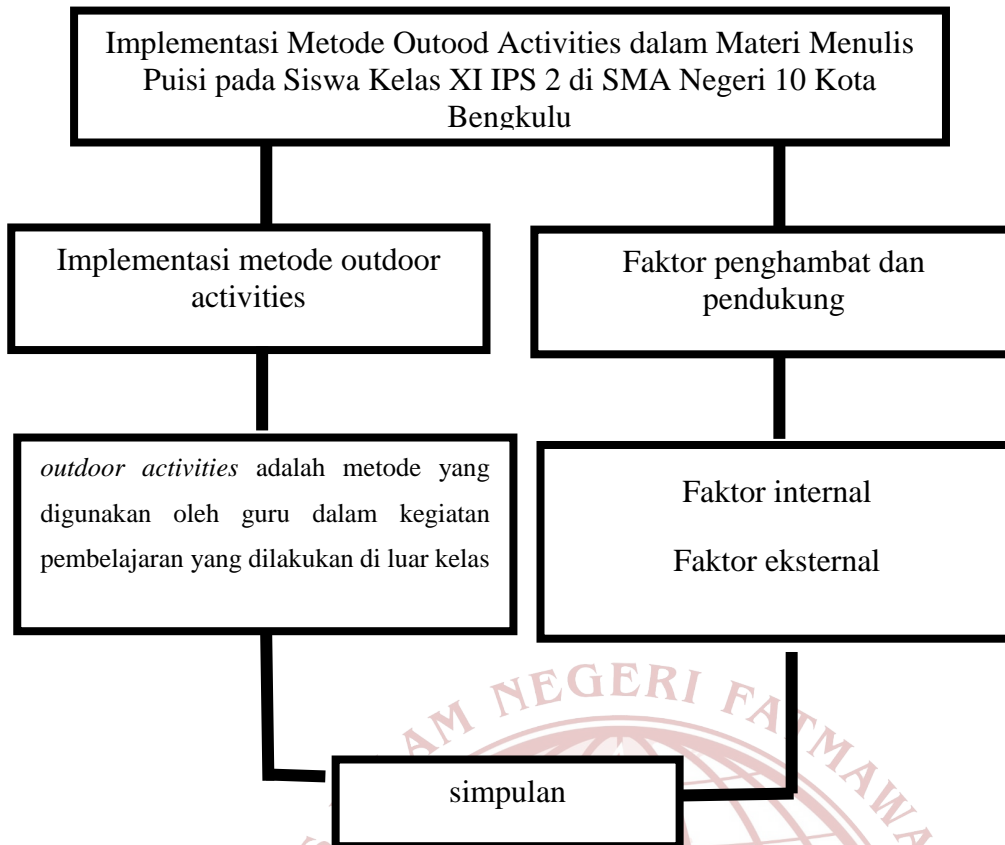 Implementasi Metode Outood Activities dalam Materi Menulis
Puisi pada Siswa Kelas XI IPS 2 di SMA Negeri 10 Kota
Bengkulu
Implementasi metode outdoor
activities
Faktor penghambat dan
pendukung
outdoor activities adalah metode yang
digunakan oleh guru dalam kegiatan
pembelajaran yang dilakukan di luar kelas
Faktor internal
Faktor eksternal
NEGERI
simpulan